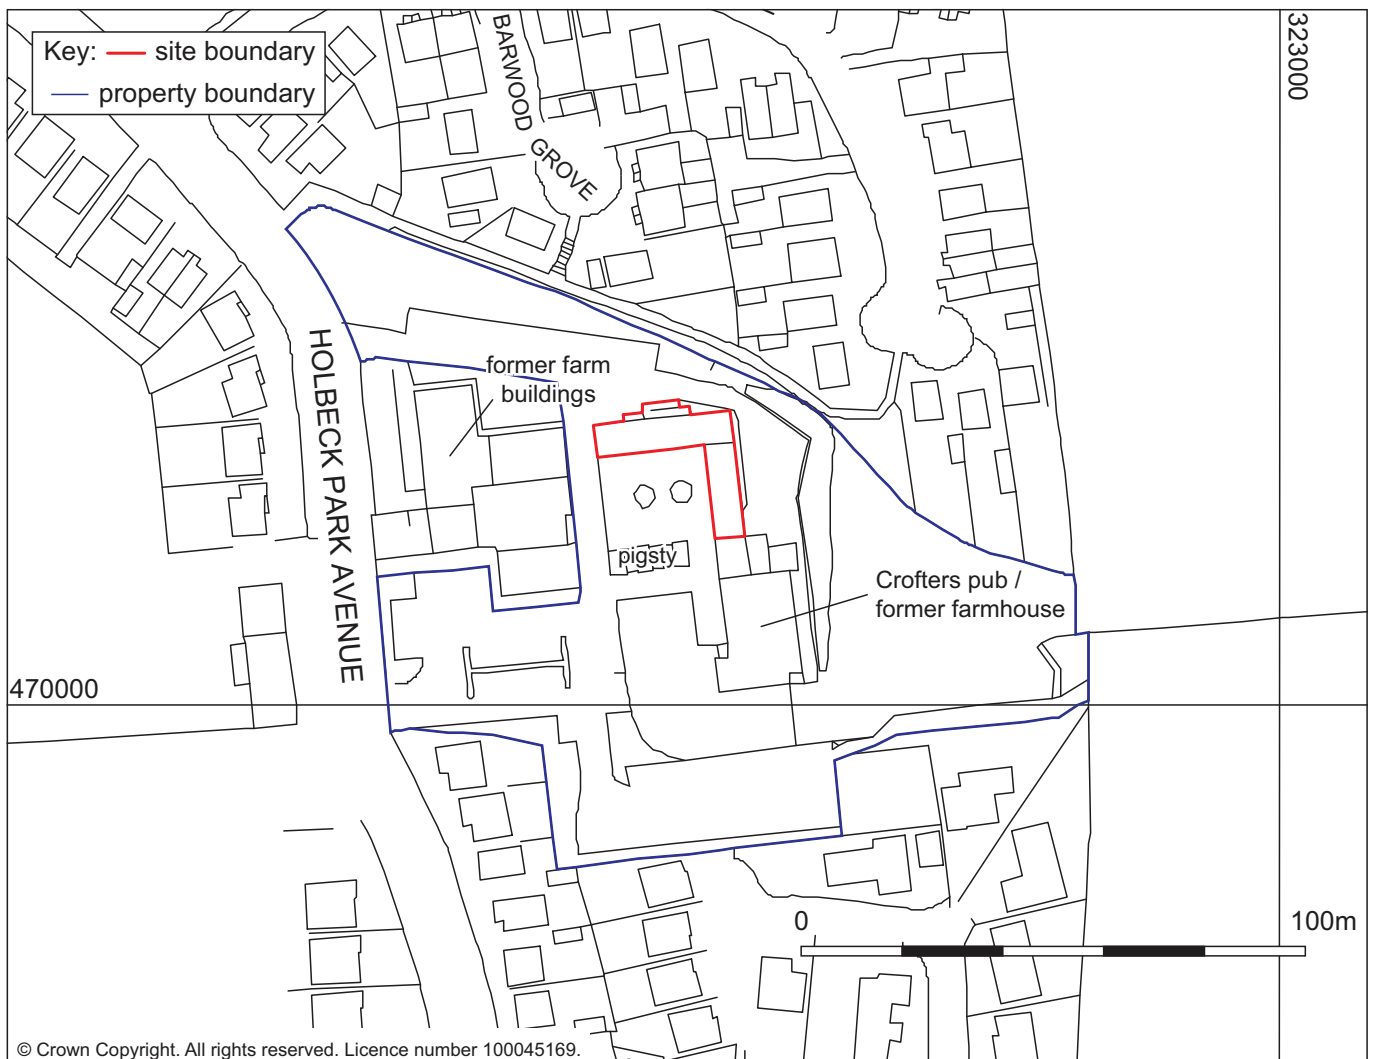 Key: site boundary
property boundary
BARWOOD GROVE
323000
HOLBECK PARK AVENUE
former farm
buildings
pigsty
Crofters pub /
former farmhouse
470000
0 100m
© Crown Copyright. All rights reserved. Licence number 100045169.